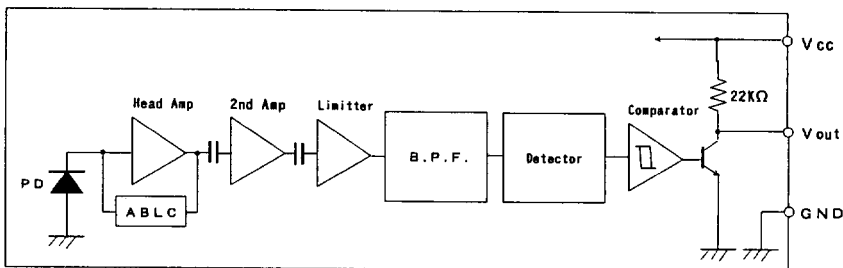 Vcc
22KΩ
Head Amp
2nd Amp
Limitter
Comparator
Vout
B.P.F.
Detector
PD
ABLC
GND